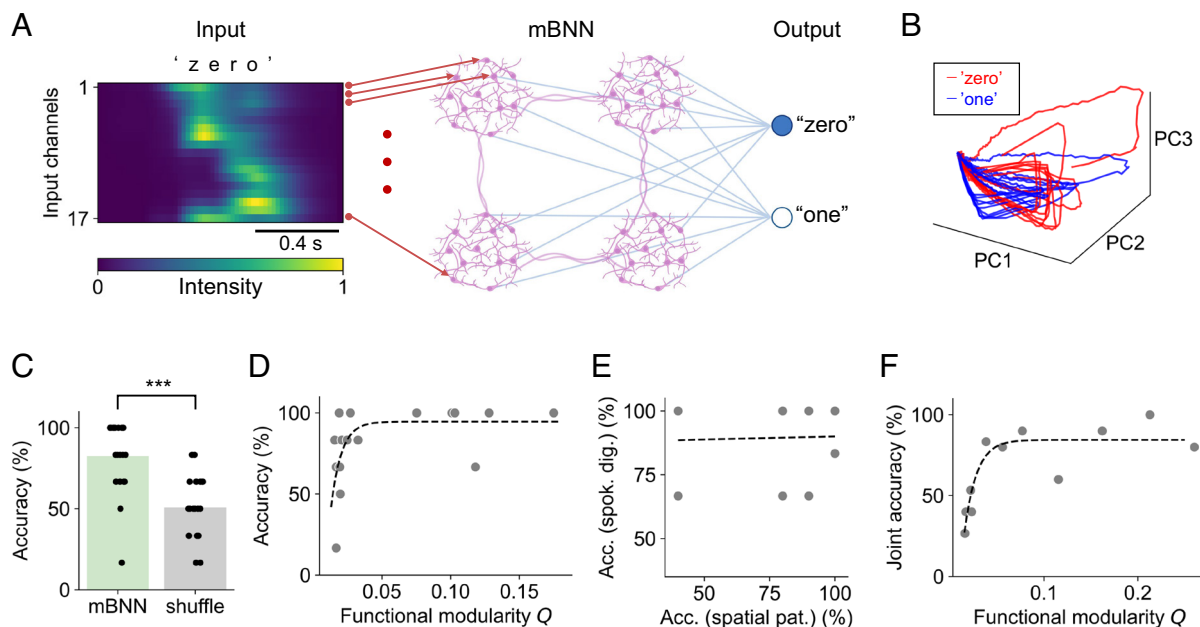 A
Input
mBNN
Output
B
' z e r o '
1
Input channels
17
0.4 s
0
Intensity
1
“zero”
“one”
– 'zero'
– 'one'
PC3
PC2
PC1
C
***
Accuracy (%)
100
50
0
mBNN
shuffle
D
Accuracy (%)
100
50
0
0.05
0.10
0.15
Functional modularity Q
E
Acc. (spok. dig.) (%)
100
75
50
50
75
100
Acc. (spatial pat.) (%)
F
Joint accuracy (%)
100
50
0
0.1
0.2
Functional modularity Q